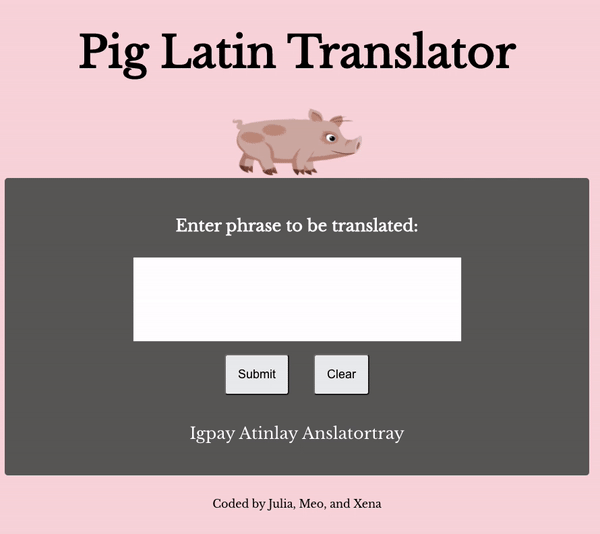 Pig Latin Translator
Enter phrase to be translated:
Submit
Clear
Igpay Atinlay Anslatortray
Coded by Julia, Meo, and Xena